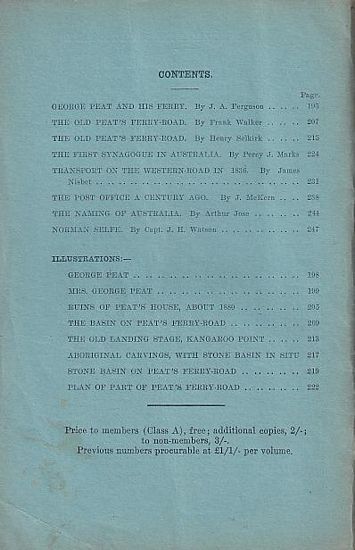 CONTENTS.
Page.
GEORGE PEAT AND HIS FERRY. By J. A. Ferguson .. .. .. 193
THE OLD PEAT'S FERRY-ROAD. By Frank Walker .. .. .. 207
THE OLD PEAT'S FERRY-ROAD. By Henry Selkirk .. .. .. 213
THE FIRST SYNAGOGUE IN AUSTRALIA. By Percy J. Marks 224
TRANSPORT ON THE WESTERN-ROAD IN 1836. By James
Nisbet .. .. .. .. .. .. .. .. .. .. .. .. 231
THE POST OFFICE A CENTURY AGO. By J. McKern .. .. 238
THE NAMING OF AUSTRALIA. By Arthur Jose .. .. .. .. 244
NORMAN SELFE. By Capt. J. H. Watson .. .. .. .. .. .. 247
ILLUSTRATIONS:—
GEORGE PEAT .. .. .. .. .. .. .. .. .. .. .. 198
MRS. GEORGE PEAT .. .. .. .. .. .. .. .. .. 199
RUINS OF PEAT'S HOUSE, ABOUT 1880 .. .. .. .. .. 205
THE BASIN ON PEAT'S FERRY-ROAD .. .. .. .. .. 209
THE OLD LANDING STAGE, KANGAROO POINT .. .. .. 213
ABORIGINAL CARVINGS, WITH STONE BASIN IN SITU 217
STONE BASIN ON PEAT'S FERRY-ROAD .. .. .. .. .. 219
PLAN OF PART OF PEAT'S FERRY-ROAD .. .. .. .. 222
Price to members (Class A), free; additional copies, 2/-;
to non-members, 3/-.
Previous numbers procurable at £1/1/- per volume.